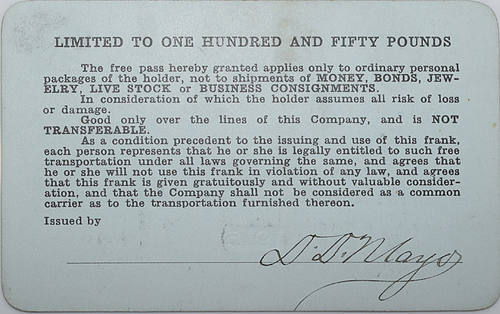 LIMITED TO ONE HUNDRED AND FIFTY POUNDS
The free pass hereby granted applies only to ordinary personal
packages of the holder, not to shipments of MONEY, BONDS, JEW-
ELRY, LIVE STOCK or BUSINESS CONSIGNMENTS.
In consideration of which the holder assumes all risk of loss
or damage.
Good only over the lines of this Company, and is NOT
TRANSFERABLE.
As a condition precedent to the issuing and use of this frank,
each person represents that he or she is legally entitled to such free
transportation under all laws governing the same, and agrees that
he or she will not use this frank in violation of any law, and agrees
that this frank is given gratuitously and without valuable consider-
ation, and that the Company shall not be considered as a common
carrier as to the transportation furnished thereon.
Issued by
D. D. Mayo